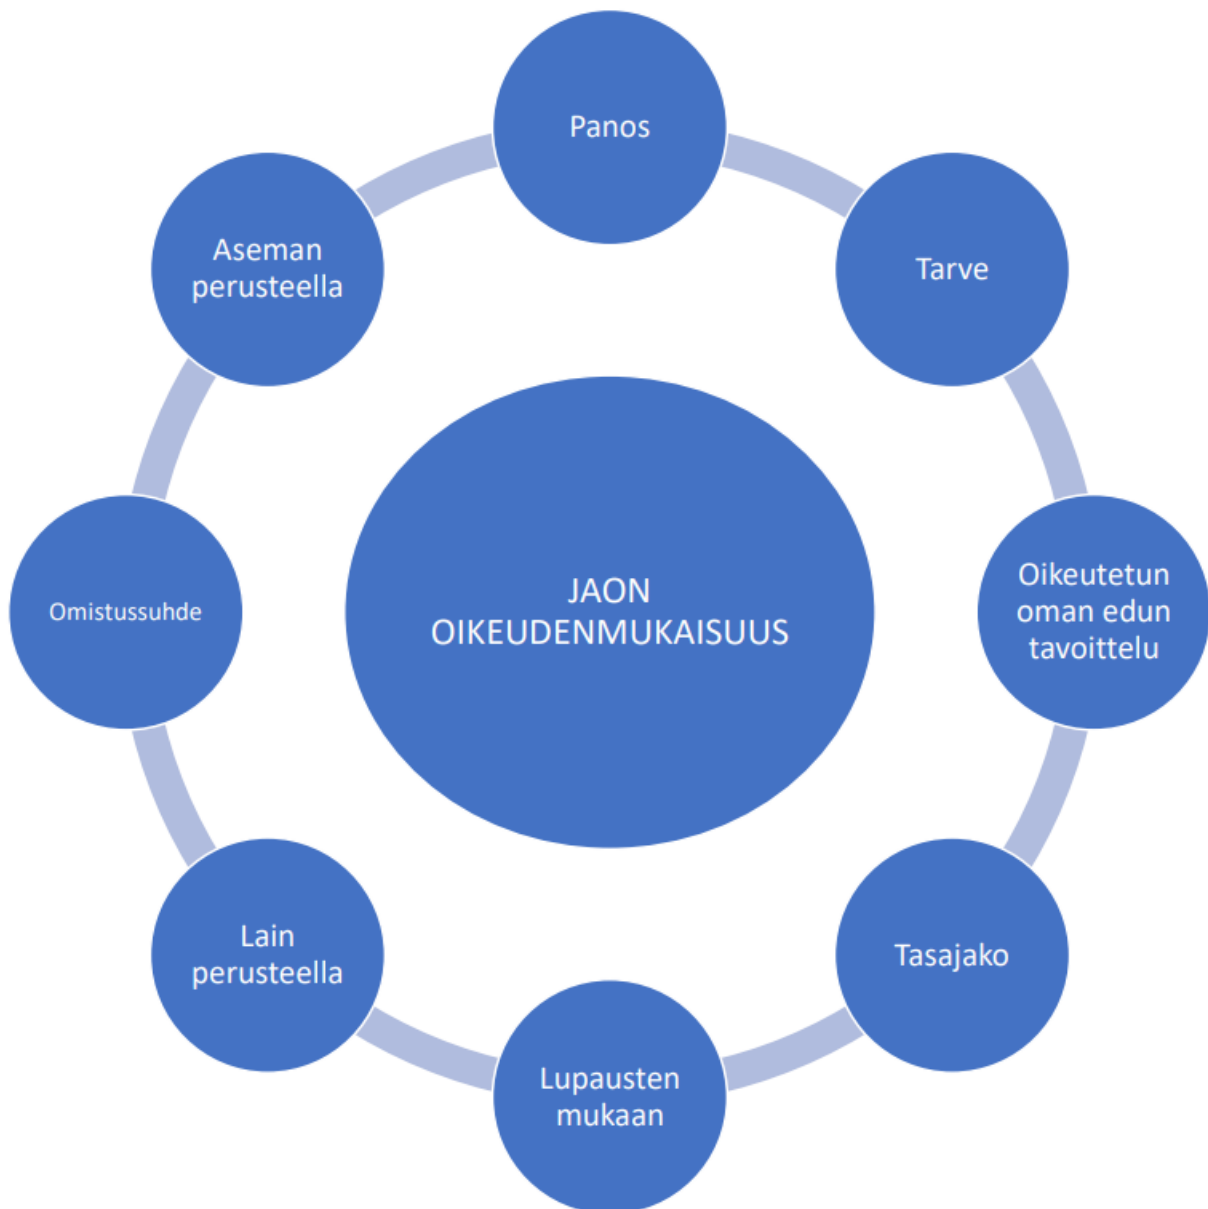 Panos
Tarve
Oikeutetun
oman edun
tavoittelu
Tasajako
Lupausten
mukaan
Lain
perusteella
Omistussuhde
Aseman
perusteella
JAON
OIKEUDENMUKAISUUS